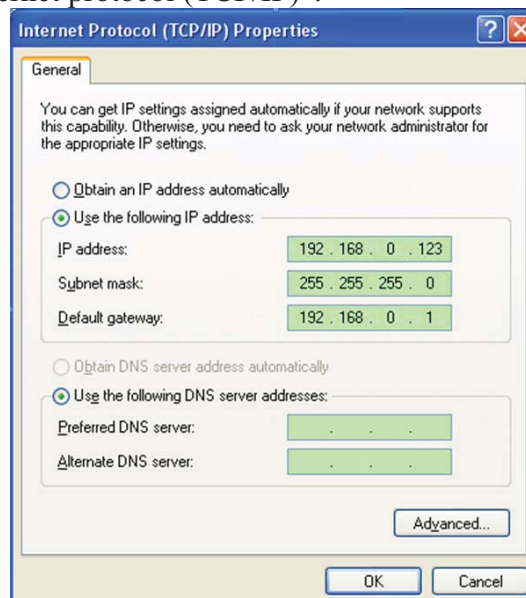 Internet Protocol (TCP/IP) Properties
General
You can get IP settings assigned automatically if your network supports
this capability. Otherwise, you need to ask your network administrator for
the appropriate IP settings.
Obtain an IP address automatically
Use the following IP address:
IP address: 192 . 168 . 0 . 123
Subnet mask: 255 . 255 . 255 . 0
Default gateway: 192 . 168 . 0 . 1
Obtain DNS server address automatically
Use the following DNS server addresses:
Preferred DNS server: . . .
Alternate DNS server: . . .
Advanced...
OK Cancel